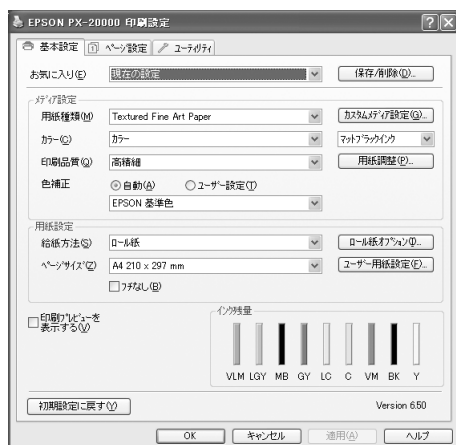 EPSON PX-20000 印刷設定
基本設定 ページ設定 ユーティリティ
お気に入り(E) 現在の設定 保存/削除(D)...
メディア設定
用紙種類(M) Textured Fine Art Paper カスタムメディア設定(G)...
カラー(C) カラー マットブラックインク
印刷品質(Q) 高精細 用紙調整(P)...
色補正 自動(A) ユーザー設定(T)
EPSON 基準色
用紙設定
給紙方法(S) ロール紙 ロール紙オプション(I)...
ページサイズ(Z) A4 210 x 297 mm ユーザー用紙設定(F)...
フチなし(B)
印刷プレビューを
表示する(V)
インク残量
VLM LGY MB GY LC C VM BK Y
初期設定に戻す(Y) Version 6.50
OK キャンセル 適用(A) ヘルプ